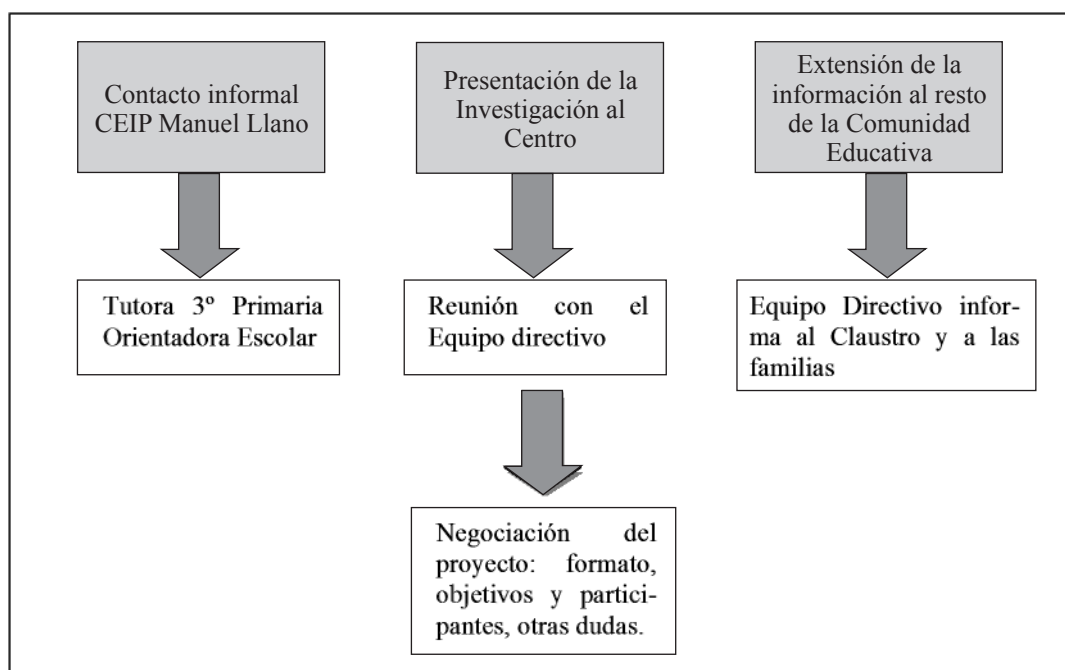 Contacto informal
CEIP Manuel Llano
Tutora 3º Primaria
Orientadora Escolar
Presentación de la
Investigación al
Centro
Reunión con el
Equipo directivo
Negociación del
proyecto: formato,
objetivos y partici-
pantes, otras dudas.
Extensión de la
información al resto
de la Comunidad
Educativa
Equipo Directivo infor-
ma al Claustro y a las
familias